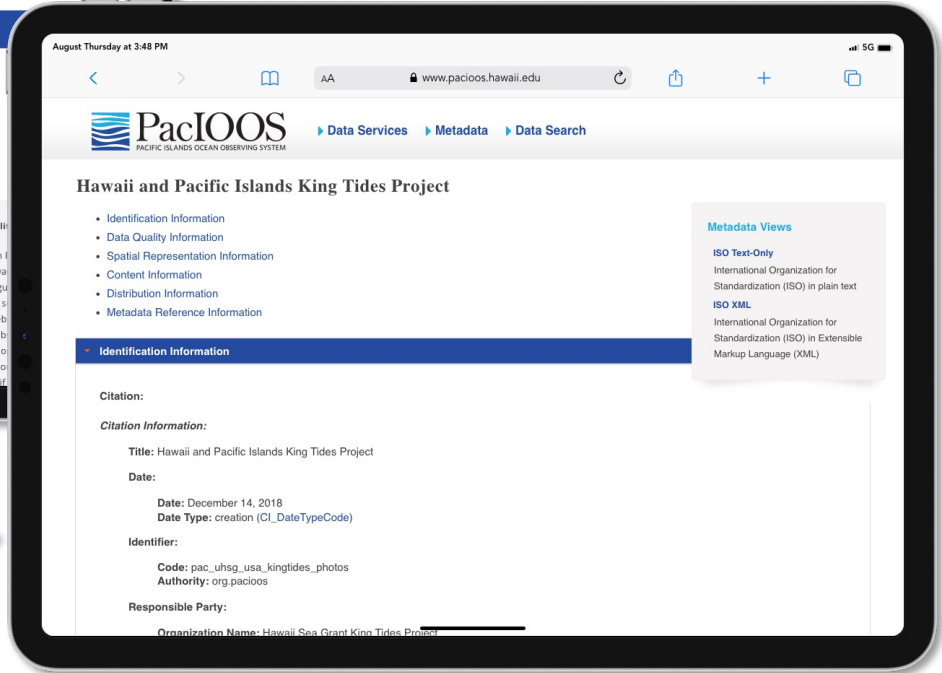 August Thursday at 3:48 PM
5G
AA
www.pacioos.hawaii.edu
PacIOOS
PACIFIC ISLANDS OCEAN OBSERVING SYSTEM
Data Services
Metadata
Data Search
Hawaii and Pacific Islands King Tides Project
• Identification Information
• Data Quality Information
• Spatial Representation Information
• Content Information
• Distribution Information
• Metadata Reference Information
Metadata Views
ISO Text-Only
International Organization for
Standardization (ISO) in plain text
ISO XML
International Organization for
Standardization (ISO) in Extensible
Markup Language (XML)
Identification Information
Citation:
Citation Information:
Title: Hawaii and Pacific Islands King Tides Project
Date:
Date: December 14, 2018
Date Type: creation (CI_DateTypeCode)
Identifier:
Code: pac_uhsg_usa_kingtides_photos
Authority: org.pacioos
Responsible Party:
Organization Name: Hawaii Sea Grant King Tides Project